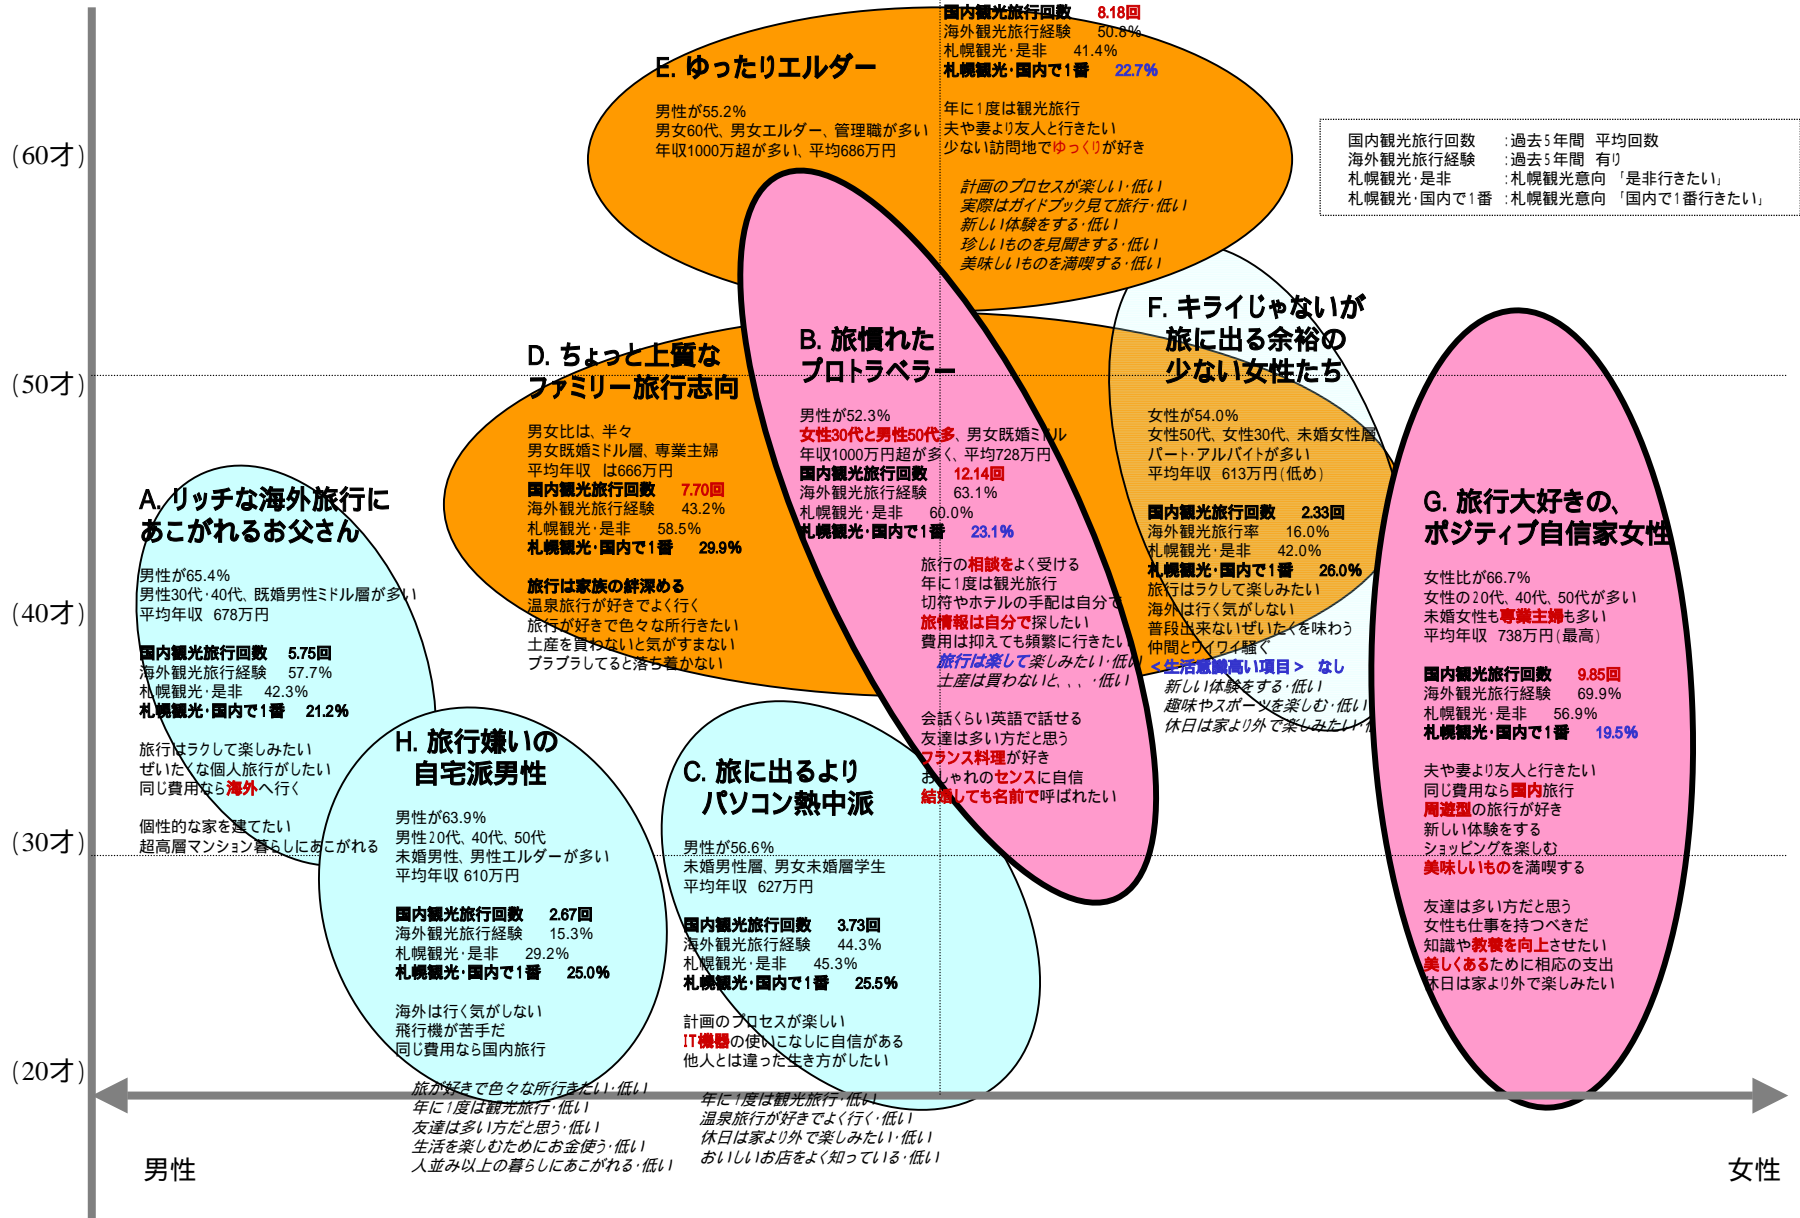 国内観光旅行回数 8.18回
海外観光旅行経験 50.8%
札幌観光・是非 41.4%
札幌観光・国内で1番 22.7%
E. ゆったりエルダー
男性が55.2%
男女60代、男女エルダー、管理職が多い
年収1000万超が多い、平均686万円
年に1度は観光旅行
夫や妻より友人と行きたい
少ない訪問地でゆっくりが好き
計画のプロセスが楽しい・低い
実際はガイドブック見て旅行・低い
新しい体験をする・低い
珍しいものを見聞きする・低い
美味しいものを満喫する・低い
国内観光旅行回数 :過去5年間 平均回数
海外観光旅行経験 :過去5年間 有り
札幌観光・是非 :札幌観光意向 「是非行きたい」
札幌観光・国内で1番 :札幌観光意向 「国内で1番行きたい」
(60才)
(50才)
(40才)
(30才)
(20才)
D. ちょっと上質な
ファミリー旅行志向
男女比は、半々
男女既婚ミドル層、専業主婦
平均年収 は666万円
国内観光旅行回数 7.70回
海外観光旅行経験 43.2%
札幌観光・是非 58.5%
札幌観光・国内で1番 29.9%
旅行は家族の絆深める
温泉旅行が好きでよく行く
旅行が好きで色々な所行きたい
土産を買わないと気がすまない
ブラブラしてると落ち着かない
B. 旅慣れた
プロトラベラー
男性が52.3%
女性30代と男性50代多、男女既婚ミドル
年収1000万円超が多く、平均728万円
国内観光旅行回数 12.14回
海外観光旅行経験 63.1%
札幌観光・是非 60.0%
札幌観光・国内で1番 23.1%
旅行の相談をよく受ける
年に1度は観光旅行
切符やホテルの手配は自分で
旅情報は自分で探したい
費用は抑えても頻繁に行きたい
旅行は楽して楽しみたい・低い
土産は買わないと、、、・低い
会話くらい英語で話せる
友達は多い方だと思う
フランス料理が好き
おしゃれのセンスに自信
結婚しても名前で呼ばれたい
F. キライじゃないが
旅に出る余裕の
少ない女性たち
女性が54.0%
女性50代、女性30代、未婚女性層
パート・アルバイトが多い
平均年収 613万円(低め)
国内観光旅行回数 2.33回
海外観光旅行率 16.0%
札幌観光・是非 42.0%
札幌観光・国内で1番 26.0%
旅行はラクして楽しみたい
海外は行く気がしない
普段出来ないぜいたくを味わう
仲間とワイワイ騒ぐ
<生活意識高い項目> なし
新しい体験をする・低い
趣味やスポーツを楽しむ・低い
休日は家より外で楽しみたい・
G. 旅行大好きの、
ポジティブ自信家女性
女性比が66.7%
女性の20代、40代、50代が多い
未婚女性も専業主婦も多い
平均年収 738万円(最高)
国内観光旅行回数 9.85回
海外観光旅行経験 69.9%
札幌観光・是非 56.9%
札幌観光・国内で1番 19.5%
夫や妻より友人と行きたい
同じ費用なら国内旅行
周遊型の旅行が好き
新しい体験をする
ショッピングを楽しむ
美味しいものを満喫する
友達は多い方だと思う
女性も仕事を持つべきだ
知識や教養を向上させたい
美しくあるために相応の支出
休日は家より外で楽しみたい
A. リッチな海外旅行に
あこがれるお父さん
男性が65.4%
男性30代・40代、既婚男性ミドル層が多い
平均年収 678万円
国内観光旅行回数 5.75回
海外観光旅行経験 57.7%
札幌観光・是非 42.3%
札幌観光・国内で1番 21.2%
旅行はラクして楽しみたい
ぜいたくな個人旅行がしたい
同じ費用なら海外へ行く
個性的な家を建てたい
超高層マンション暮らしにあこがれる
H. 旅行嫌いの
自宅派男性
男性が63.9%
男性20代、40代、50代
未婚男性、男性エルダーが多い
平均年収 610万円
国内観光旅行回数 2.67回
海外観光旅行経験 15.3%
札幌観光・是非 29.2%
札幌観光・国内で1番 25.0%
海外は行く気がしない
飛行機が苦手だ
同じ費用なら国内旅行
旅が好きで色々な所行きたい・低い
年に1度は観光旅行・低い
友達は多い方だと思う・低い
生活を楽しむためにお金使う・低い
人並み以上の暮らしにあこがれる・低い
C. 旅に出るより
パソコン熱中派
男性が56.6%
未婚男性層、男女未婚層学生
平均年収 627万円
国内観光旅行回数 3.73回
海外観光旅行経験 44.3%
札幌観光・是非 45.3%
札幌観光・国内で1番 25.5%
計画のプロセスが楽しい
IT機器の使いこなしに自信がある
他人とは違った生き方がしたい
年に1度は観光旅行・低い
温泉旅行が好きでよく行く・低い
休日は家より外で楽しみたい・低い
おいしいお店をよく知っている・低い
男性
女性